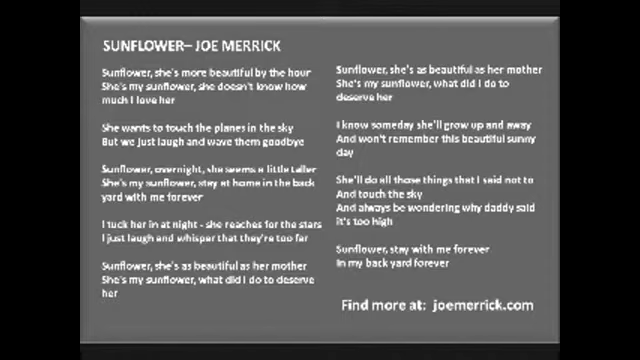 SUNFLOWER– JOE MERRICK
Sunflower, she's more beautiful by the hour
She's my sunflower, she doesn't know how
much I love her
She wants to touch the planes in the sky
But we just laugh and wave them goodbye
Sunflower, overnight, she seems a little taller
She's my sunflower, stay at home in the back
yard with me forever
I tuck her in at night - she reaches for the stars
I just laugh and whisper that they're too far
Sunflower, she's as beautiful as her mother
She's my sunflower, what did I do to deserve
her
Sunflower, she's as beautiful as her mother
She's my sunflower, what did I do to
deserve her
I know someday she'll grow up and away
And won't remember this beautiful sunny
day
She'll do all those things that I said not to
And touch the sky
And always be wondering why daddy said
it's too high
Sunflower, stay with me forever
In my back yard forever
Find more at: joemerrick.com